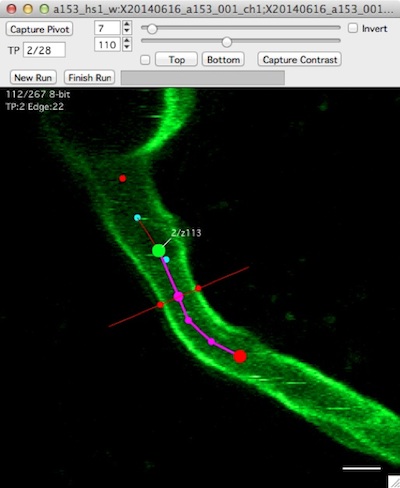 a153_hs1_w:X20140616_a153_001_ch1;X20140616_a153_001...
Capture Pivot 7 Invert
TP 2/28 110
Top Bottom Capture Contrast
New Run Finish Run
112/267 8-bit
TP:2 Edge:22
2/z113